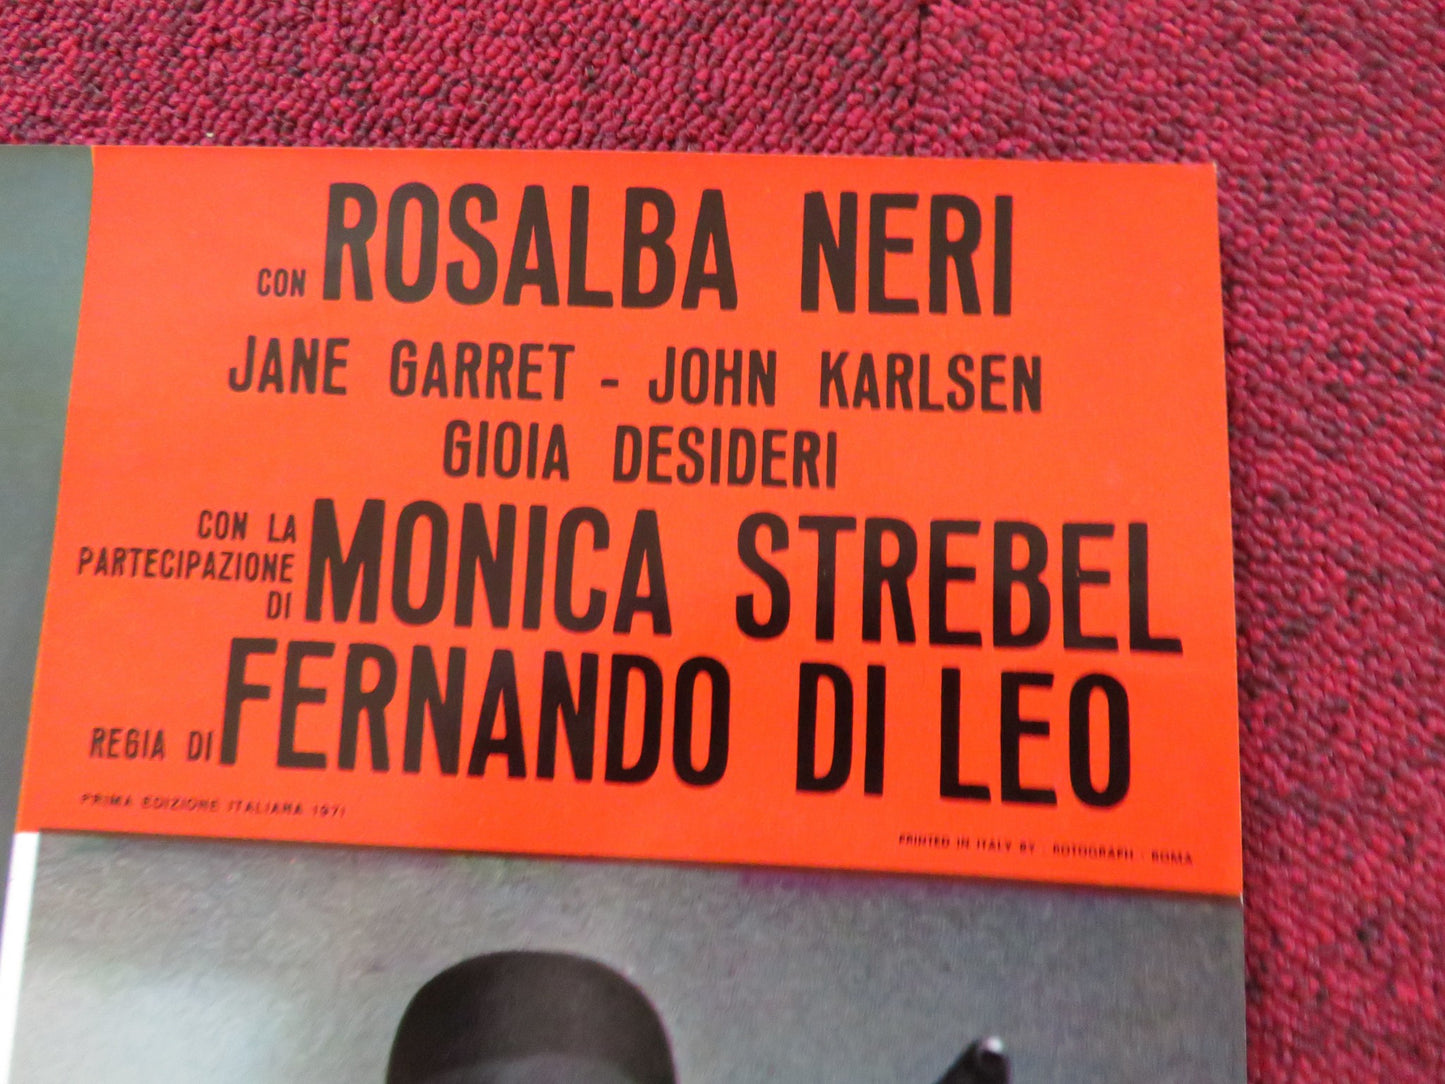 CON ROSALBA NERI
JANE GARRET - JOHN KARLSEN
GIOIA DESIDERI
CON LA PARTECIPAZIONE DI MONICA STREBEL
REGIA DI FERNANDO DI LEO
PRIMA EDIZIONE ITALIANA 1971
PRINTED IN ITALY BY - ROTOGRAFH - ROMA